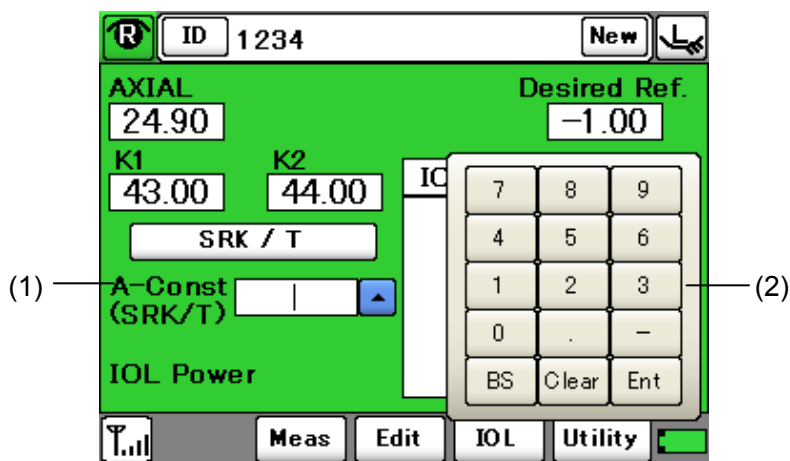 R ID 1234 New L
AXIAL Desired Ref.
24.90 −1.00
K1 K2
43.00 44.00
SRK / T
(1) A-Const
(SRK/T)
IOL Power
7 8 9
4 5 6
1 2 3 (2)
0 . −
BS Clear Ent
Meas Edit IOL Utility